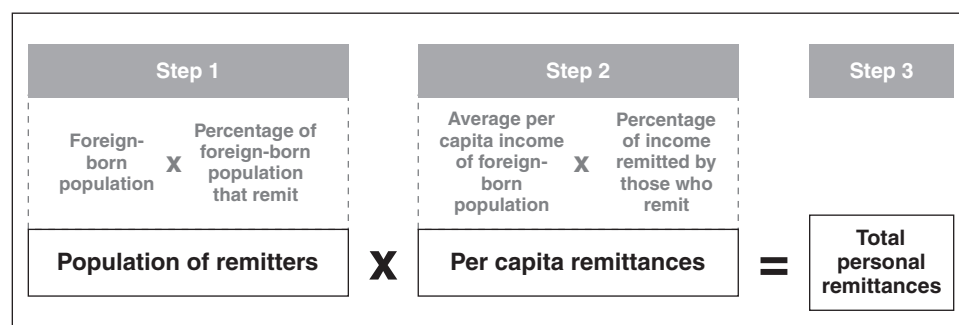 Step 1
Step 2
Step 3
Foreign-
born
population
x
Percentage of
foreign-born
population
that remit
Average per
capita income
of foreign-
born
population
x
Percentage
of income
remitted by
those who
remit
Population of remitters
x
Per capita remittances
=
Total
personal
remittances